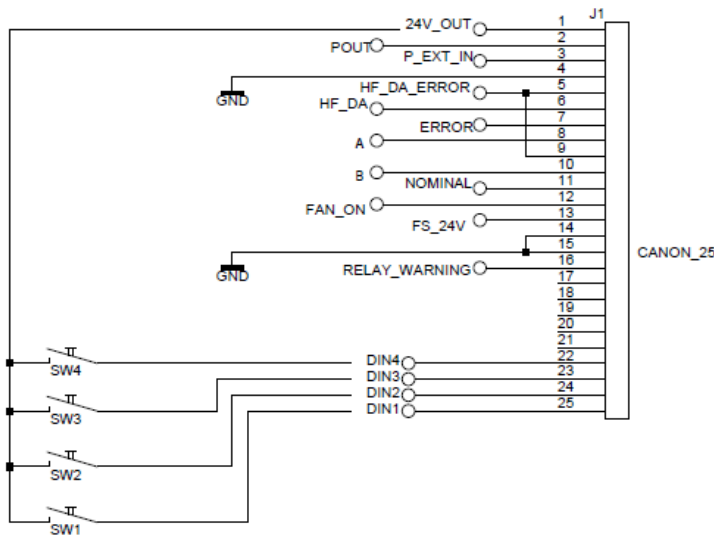 J1
24V_OUT 1
POUT 2
P_EXT_IN 3
4
GND
HF_DA_ERROR 5
HF_DA 6
ERROR 7
A 8
9
B 10
NOMINAL 11
FAN_ON 12
FS_24V 13
14
15
GND
CANON_25
RELAY_WARNING 16
17
18
19
20
21
SW4 DIN4 22
SW3 DIN3 23
SW2 DIN2 24
SW1 DIN1 25